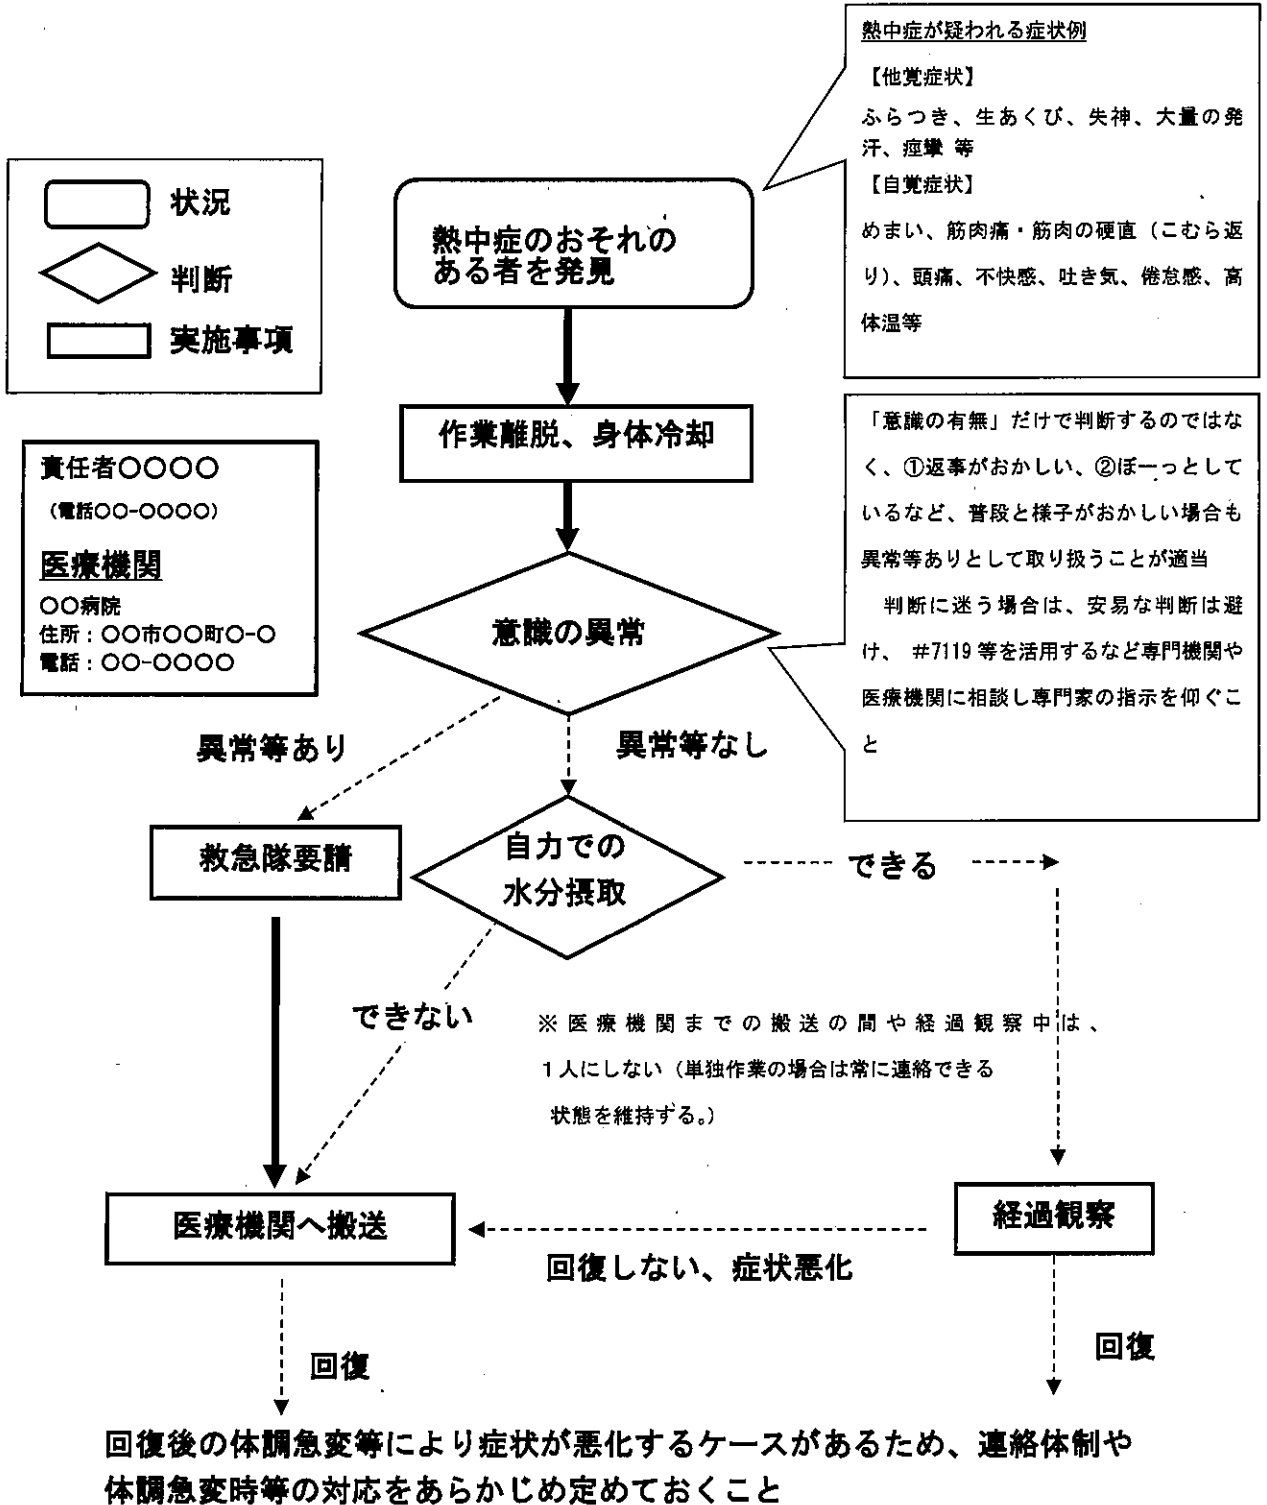 熱中症が疑われる症状例
【他覚症状】
ふらつき、生あくび、失神、大量の発
汗、痙攣 等
【自覚症状】
めまい、筋肉痛・筋肉の硬直（こむら返
り）、頭痛、不快感、吐き気、倦怠感、高
体温等
状況
判断
実施事項
熱中症のおそれの
ある者を発見
作業離脱、身体冷却
責任者〇〇〇〇
（電話〇〇-〇〇〇〇）
医療機関
〇〇病院
住所：〇〇市〇〇町〇-〇
電話：〇〇-〇〇〇〇
「意識の有無」だけで判断するのではな
く、①返事がおかしい、②ぼーっとして
いるなど、普段と様子がおかしい場合も
異常等ありとして取り扱うことが適当
判断に迷う場合は、安易な判断は避
け、 #7119 等を活用するなど専門機関や
医療機関に相談し専門家の指示を仰ぐこ
と
意識の異常
異常等あり
異常等なし
救急隊要請
自力での
水分摂取
できる
できない
※医療機関までの搬送の間や経過観察中は、
１人にしない（単独作業の場合は常に連絡できる
状態を維持する。）
医療機関へ搬送
経過観察
回復しない、症状悪化
回復
回復
回復後の体調急変等により症状が悪化するケースがあるため、連絡体制や
体調急変時等の対応をあらかじめ定めておくこと